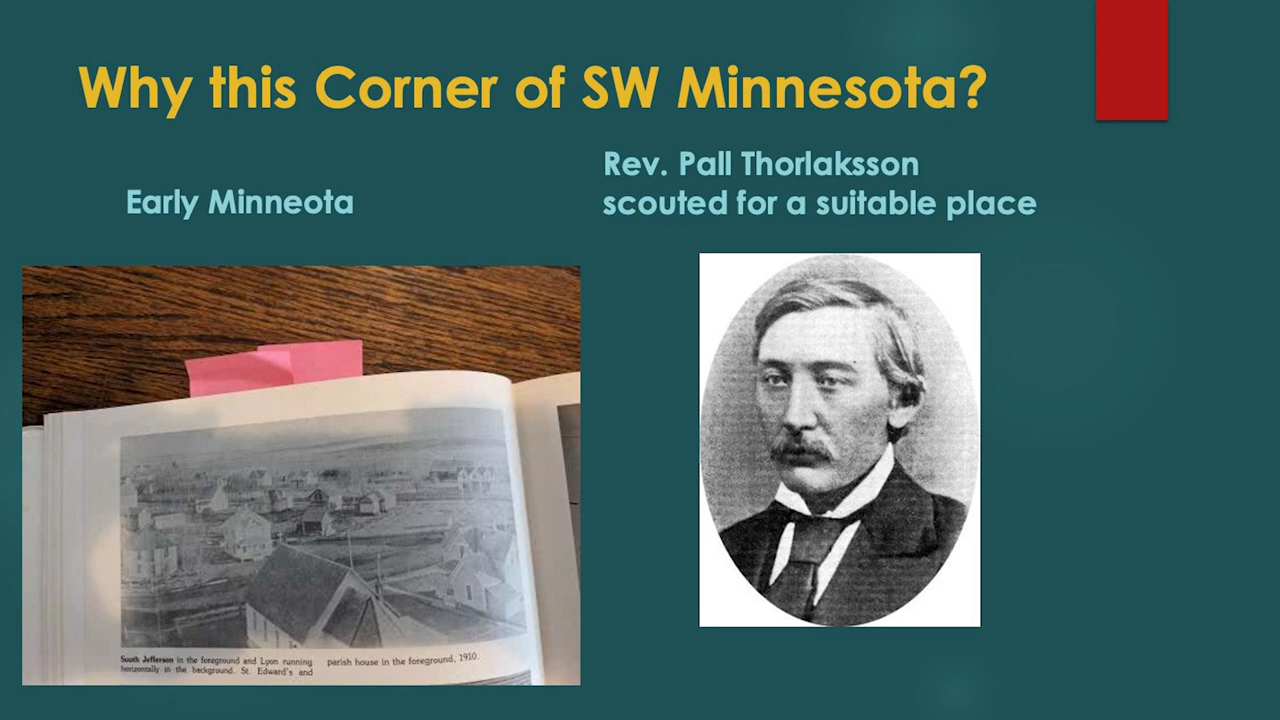 Why this Corner of SW Minnesota?
Early Minneota
Rev. Pall Thorlaksson
scouted for a suitable place
South Jefferson in the foreground and Lyon running
horizontally in the background. St. Edward's and
parish house in the foreground, 1910.